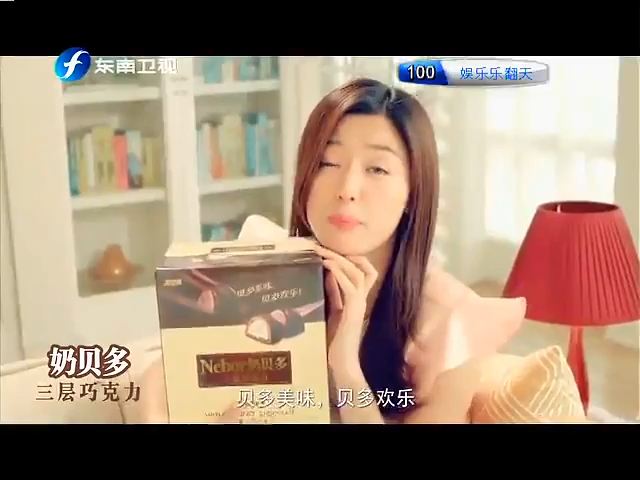 东南卫视
100 娱乐乐翻天
贝多美味
贝多欢乐!
Nebor奶贝多
奶贝多
三层巧克力
贝多美味，贝多欢乐